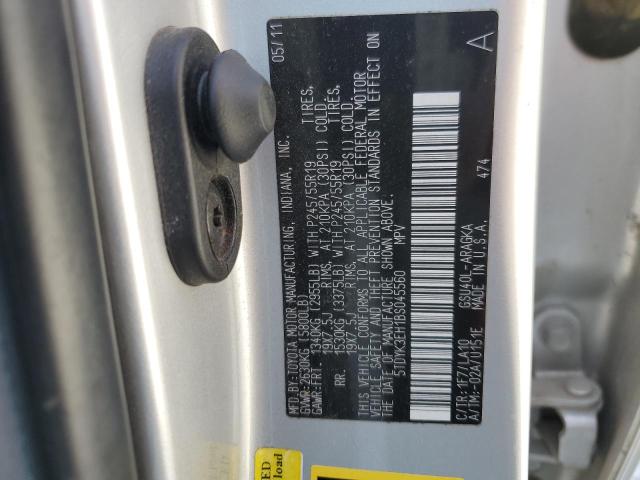 MFD.BY:TOYOTA MOTOR MANUFACTURING, INDIANA, INC. 05/11
GVWR:2630KG (5800LB)
GAWR:FRT. 1340KG (2955LB) WITH P245/55R19 TIRES,
19X7.5J RIMS, AT 210KPA (30PSI) COLD.
RR. 1530KG (3375LB) WITH P245/55R19 TIRES,
19X7.5J RIMS, AT 210KPA (30PSI) COLD.
THIS VEHICLE CONFORMS TO ALL APPLICABLE FEDERAL MOTOR
VEHICLE SAFETY AND THEFT PREVENTION STANDARDS IN EFFECT ON
THE DATE OF MANUFACTURE SHOWN ABOVE.
5TDYK3EH1BS045560 MPV
C/TR:1F7/LA10 GSU40L-ARAGKA
A/TM:-02A/U151E MADE IN U.S.A.
474
A
load